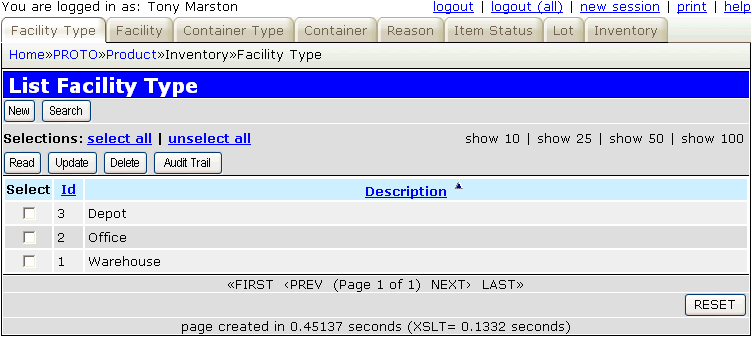 You are logged in as: Tony Marston logout | logout (all) | new session | print | help
Facility Type Facility Container Type Container Reason Item Status Lot Inventory
Home»PROTO»Product»Inventory»Facility Type
List Facility Type
New Search
Selections: select all | unselect all show 10 | show 25 | show 50 | show 100
Read Update Delete Audit Trail
Select Id Description
3 Depot
2 Office
1 Warehouse
«FIRST ‹PREV (Page 1 of 1) NEXT› LAST»
RESET
page created in 0.45137 seconds (XSLT= 0.1332 seconds)